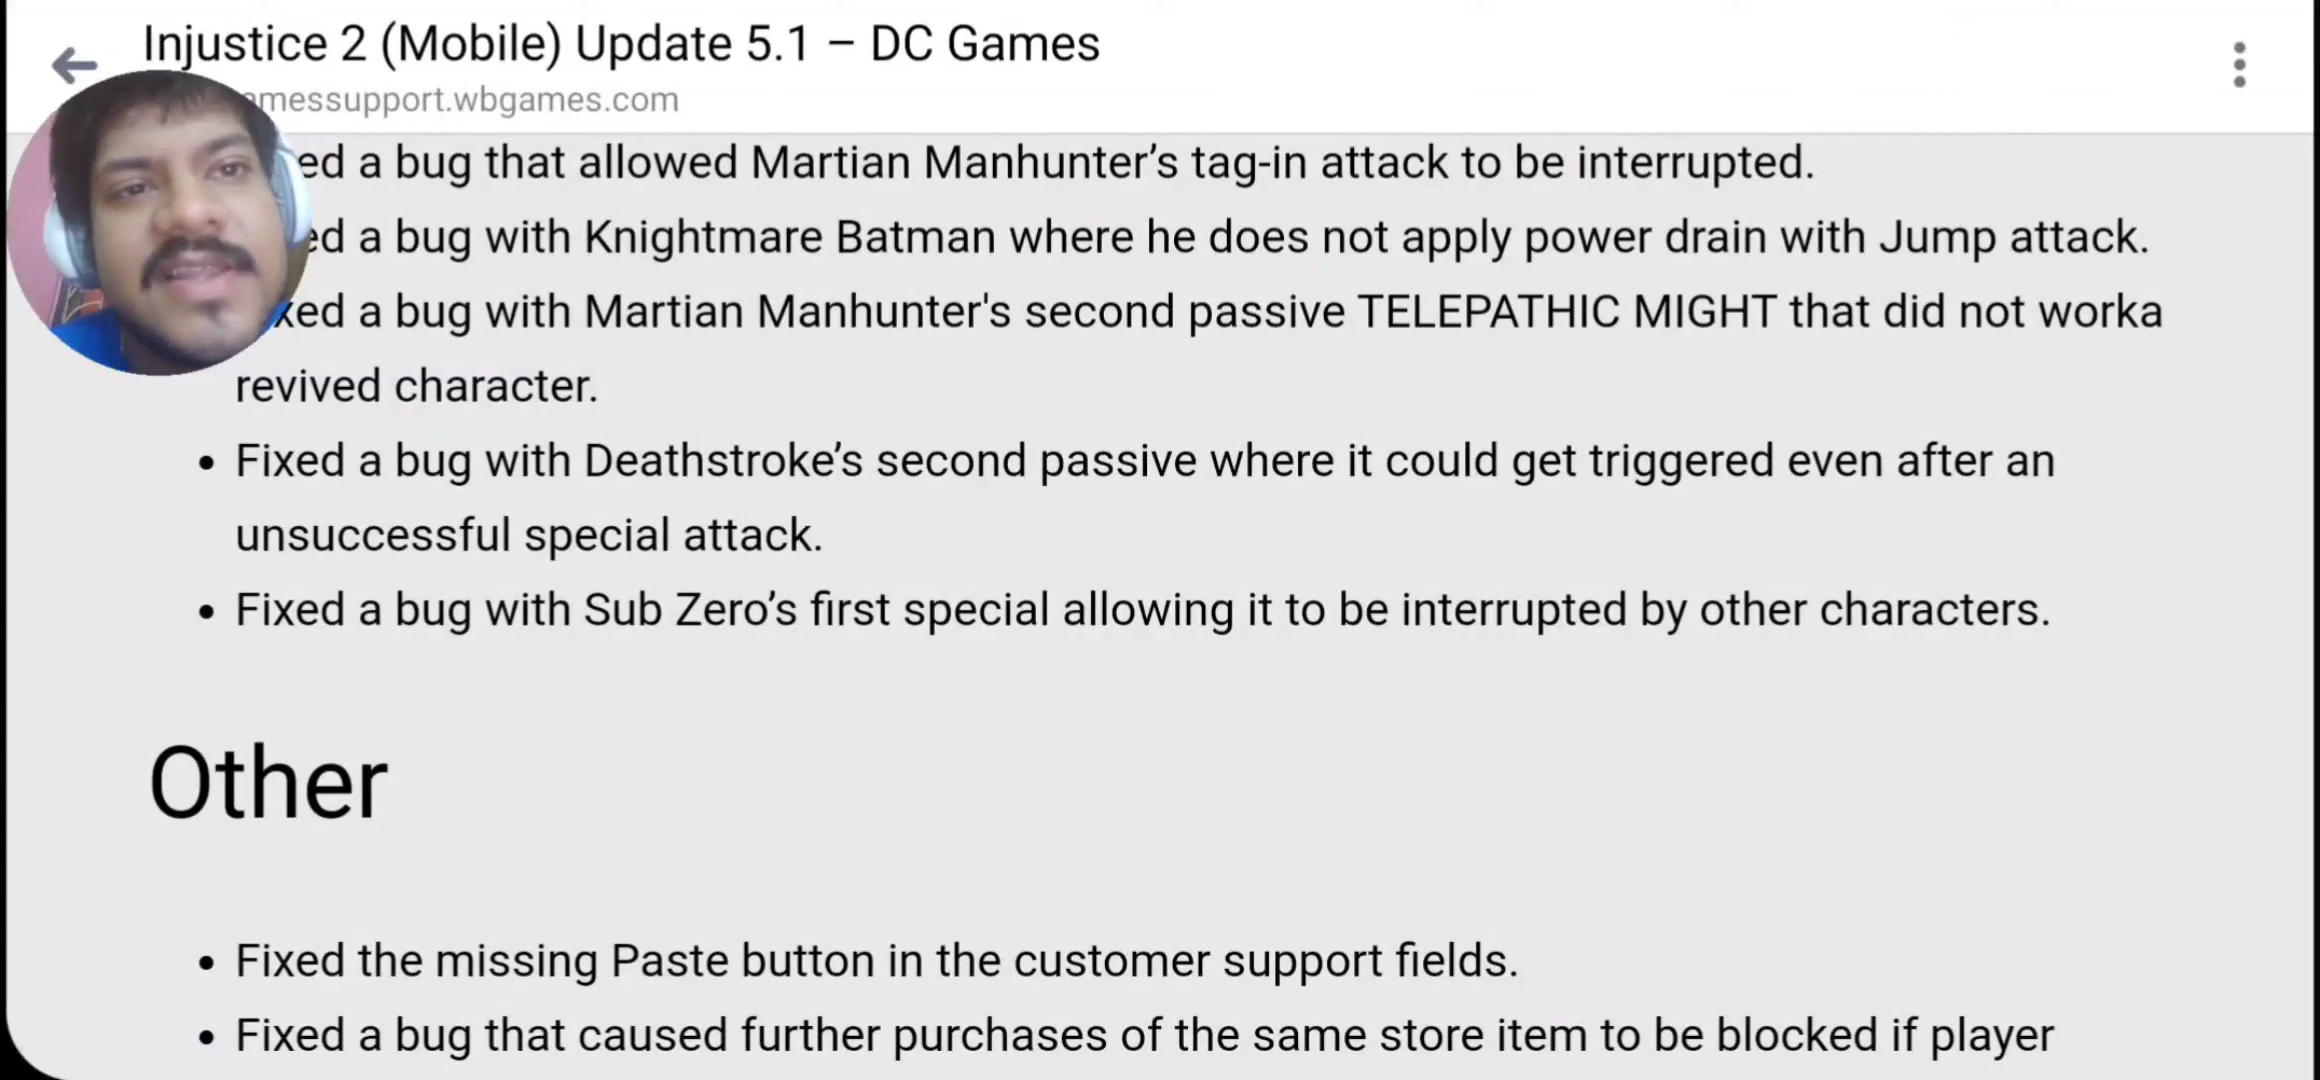 Injustice 2 (Mobile) Update 5.1 – DC Games
messupport.wbgames.com
ed a bug that allowed Martian Manhunter’s tag-in attack to be interrupted.
ed a bug with Knightmare Batman where he does not apply power drain with Jump attack.
xed a bug with Martian Manhunter's second passive TELEPATHIC MIGHT that did not worka
revived character.
• Fixed a bug with Deathstroke’s second passive where it could get triggered even after an
unsuccessful special attack.
• Fixed a bug with Sub Zero’s first special allowing it to be interrupted by other characters.
Other
• Fixed the missing Paste button in the customer support fields.
• Fixed a bug that caused further purchases of the same store item to be blocked if player